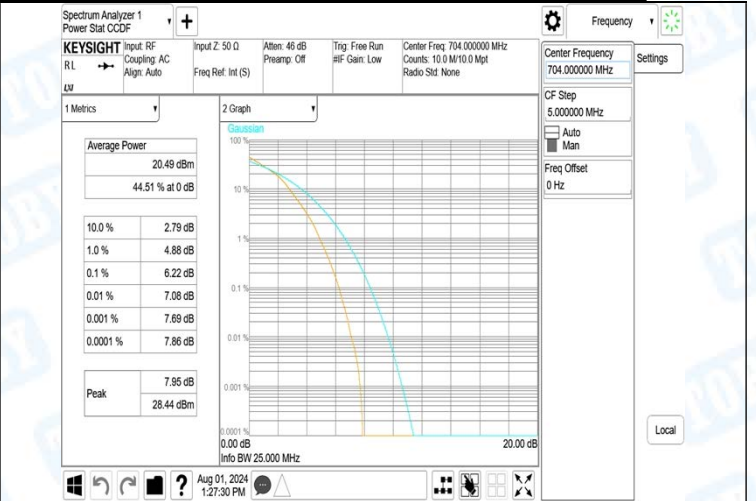 Spectrum Analyzer 1
Power Stat CCDF
Frequency
KEYSIGHT
RL
Input: RF
Coupling: AC
Align: Auto
Input Z: 50 Ω
Freq Ref: Int (S)
Atten: 46 dB
Preamp: Off
Trig: Free Run
#IF Gain: Low
Center Freq: 704.000000 MHz
Counts: 10.0 M/10.0 Mpt
Radio Std: None
Center Frequency
704.000000 MHz
Settings
CF Step
5.000000 MHz
Auto
Man
Freq Offset
0 Hz
1 Metrics
2 Graph
Average Power
20.49 dBm
44.51 % at 0 dB
10.0 % 2.79 dB
1.0 % 4.88 dB
0.1 % 6.22 dB
0.01 % 7.08 dB
0.001 % 7.69 dB
0.0001 % 7.86 dB
Peak
7.95 dB
28.44 dBm
Gaussian
100 %
10 %
1 %
0.1 %
0.01 %
0.001 %
0.0001 %
0.00 dB
20.00 dB
Info BW 25.000 MHz
Local
Aug 01, 2024
1:27:30 PM